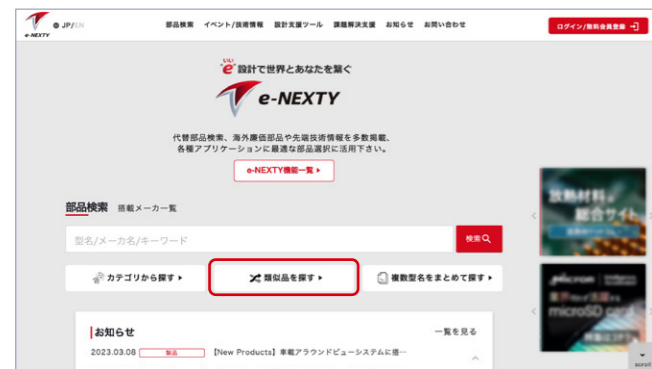 e-NEXTY
JP/EN
部品検索 イベント/技術情報 設計支援ツール 課題解決支援 お知らせ お問い合わせ
ログイン/無料会員登録
いい
"e"設計で世界とあなたを繋ぐ
e-NEXTY
代替部品検索、海外廉価部品や先端技術情報を多数掲載、
各種アプリケーションに最適な部品選択に活用下さい。
e-NEXTY機能一覧
部品検索 搭載メーカ一覧
型名/メーカ名/キーワード
検索
カテゴリから探す
類似品を探す
複数型名をまとめて探す
放熱材料。
総合サイト
microSD card
お知らせ
一覧を見る
2023.03.08 製品 【New Products】車載アラウンドビューシステムに搭…
scroll